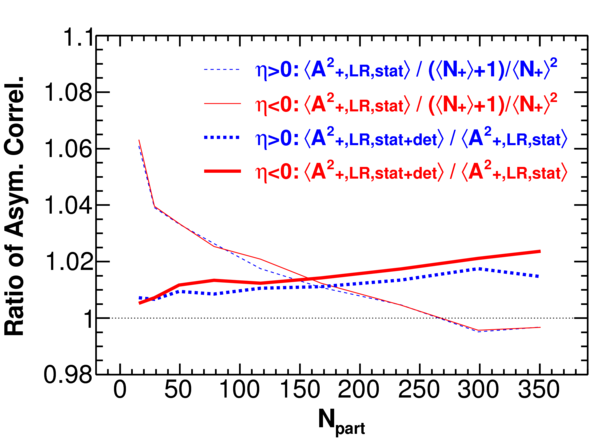 1.1
1.08
1.06
1.04
1.02
1
0.98
Ratio of Asym. Correl.
η>0: ⟨A²+,LR,stat⟩ / (⟨N+⟩+1)/⟨N+⟩²
η<0: ⟨A²+,LR,stat⟩ / (⟨N+⟩+1)/⟨N+⟩²
η>0: ⟨A²+,LR,stat+det⟩ / ⟨A²+,LR,stat⟩
η<0: ⟨A²+,LR,stat+det⟩ / ⟨A²+,LR,stat⟩
0 50 100 150 200 250 300 350
Npart